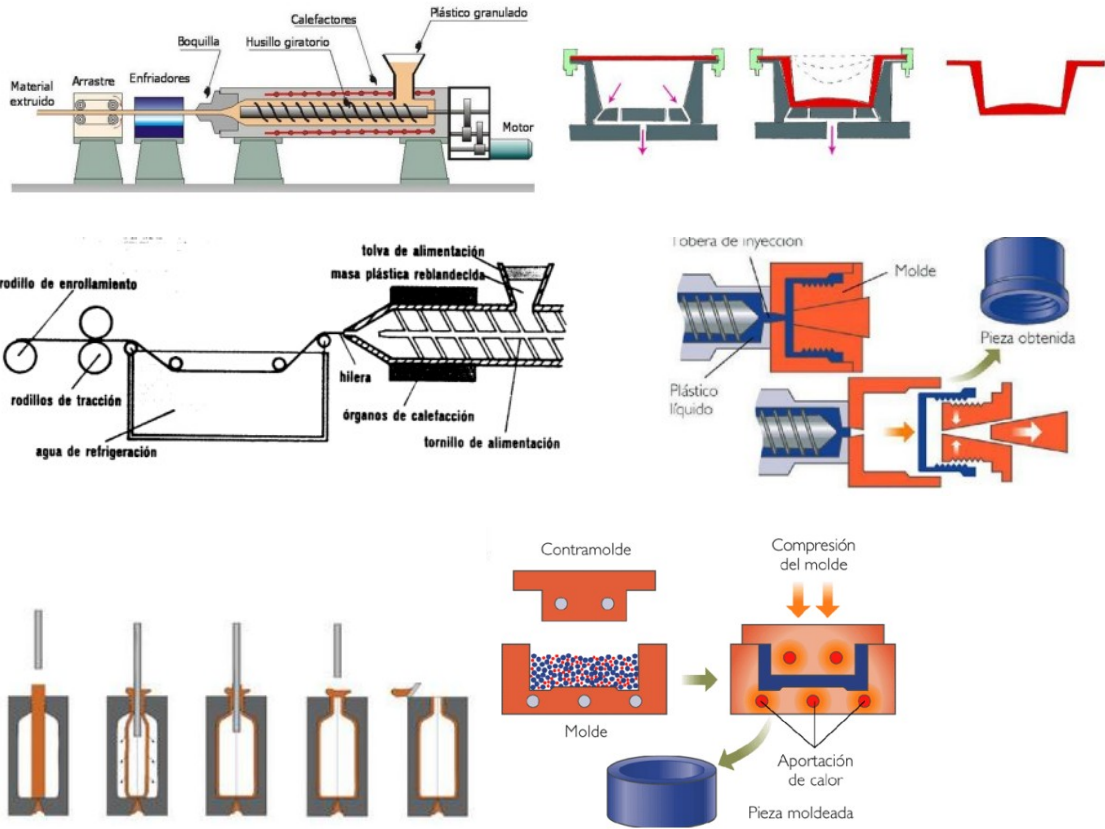 Plástico granulado
Calefactores
Husillo giratorio
Boquilla
Material
extruido
Arrastre
Enfriadores
Motor
tolva de alimentación
masa plástica reblandecida
rodillo de enrollamiento
rodillos de tracción
hilera
órganos de calefacción
agua de refrigeración
tornillo de alimentación
Tobera de inyección
Molde
Pieza obtenida
Plástico
líquido
Contramolde
Compresión
del molde
Molde
Aportación
de calor
Pieza moldeada